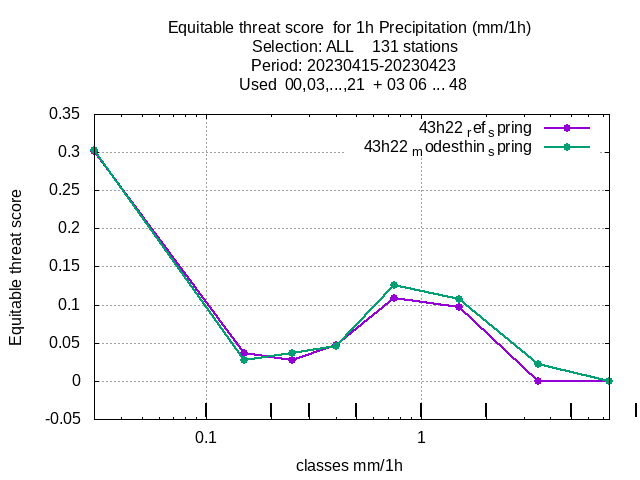 Equitable threat score  for 1h Precipitation (mm/1h)
Selection: ALL    131 stations
Period: 20230415-20230423
Used  00,03,...,21  + 03 06 ... 48
43h22 ref spring
43h22 modesthin spring
0.35
0.3
0.25
0.2
0.15
0.1
0.05
0
-0.05
Equitable threat score
0.1
1
classes mm/1h